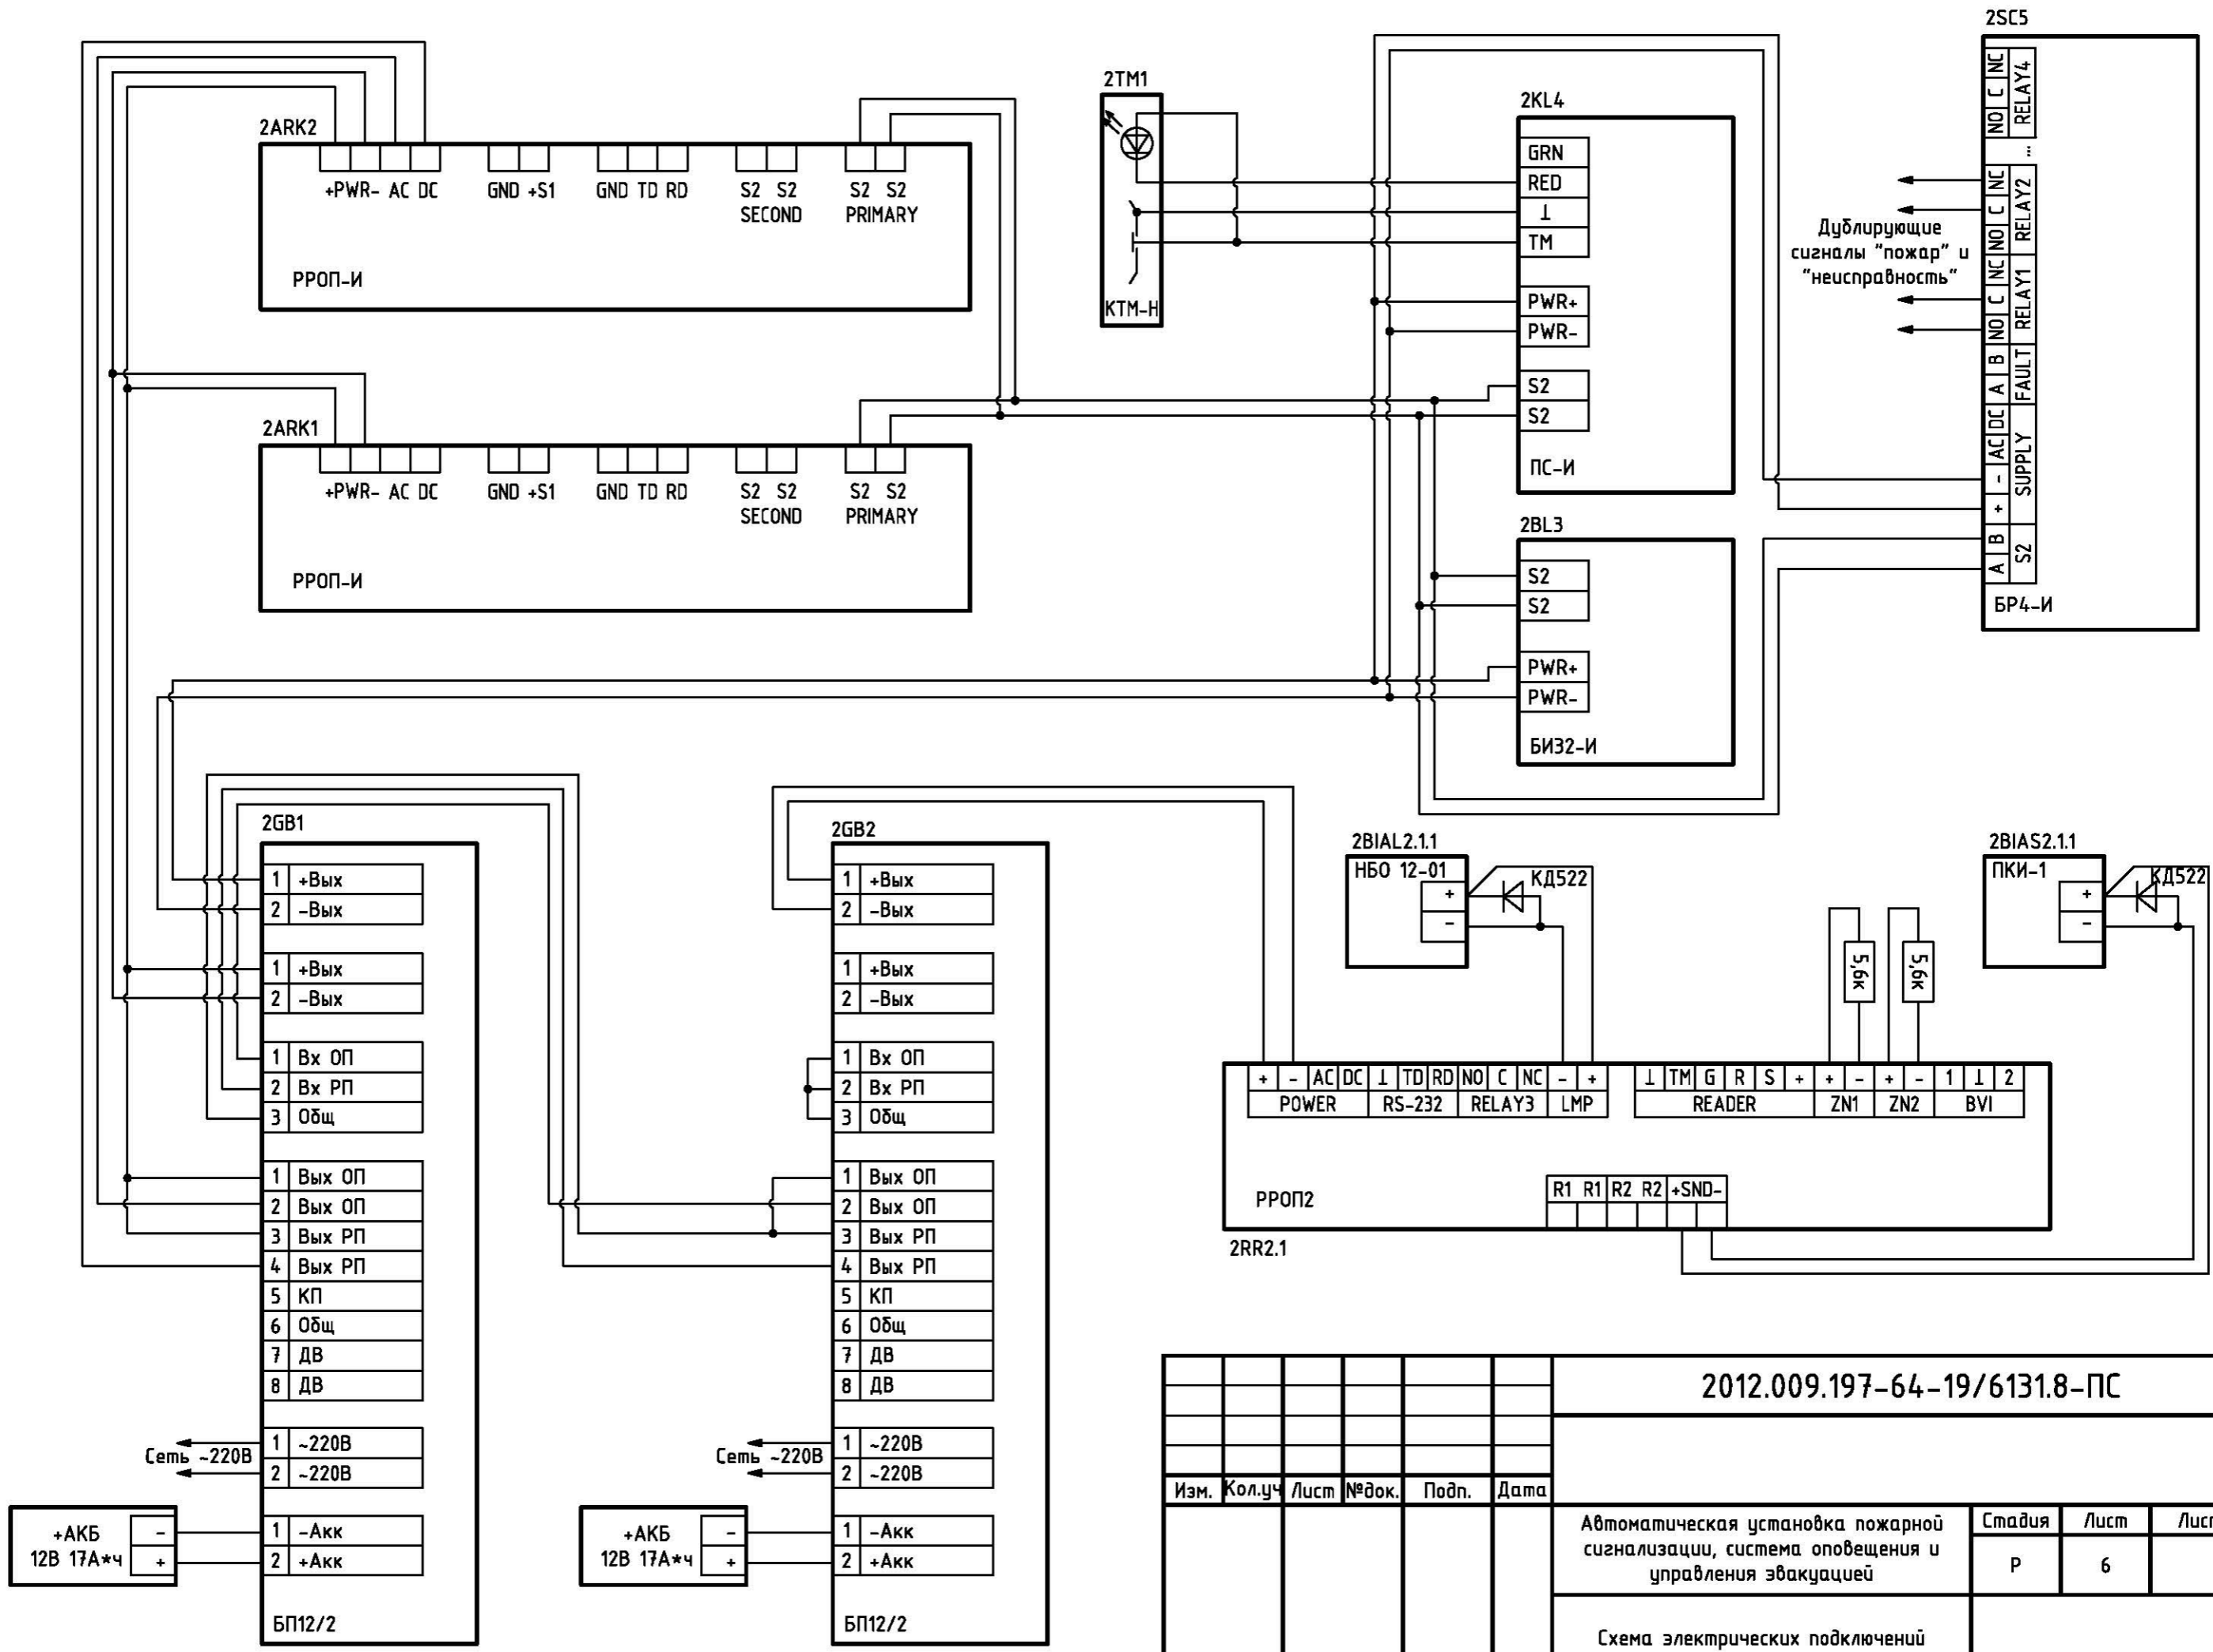 2ARK2
+PWR- AC DC
GND +S1
GND TD RD
S2 S2
SECOND
S2 S2
PRIMARY
РРОП-И
2ARK1
+PWR- AC DC
GND +S1
GND TD RD
S2 S2
SECOND
S2 S2
PRIMARY
РРОП-И
2TM1
КТМ-Н
2KL4
GRN
RED
⊥
TM
PWR+
PWR-
S2
S2
ПС-И
2BL3
S2
S2
PWR+
PWR-
БИ32-И
2SC5
NO C NC
RELAY4
...
NO C NC
RELAY2
NO C NC
RELAY1
A B
FAULT
+ - AC DC
SUPPLY
A B
S2
БР4-И
Дублирующие
сигналы "пожар" и
"неисправность"
2GB1
1 +Вых
2 -Вых
1 +Вых
2 -Вых
1 Вх ОП
2 Вх РП
3 Общ
1 Вых ОП
2 Вых ОП
3 Вых РП
4 Вых РП
5 КП
6 Общ
7 ДВ
8 ДВ
1 ~220В
2 ~220В
Сеть ~220В
1 -Акк
2 +Акк
+АКБ
12В 17А*ч
-
+
БП12/2
2GB2
1 +Вых
2 -Вых
1 +Вых
2 -Вых
1 Вх ОП
2 Вх РП
3 Общ
1 Вых ОП
2 Вых ОП
3 Вых РП
4 Вых РП
5 КП
6 Общ
7 ДВ
8 ДВ
1 ~220В
2 ~220В
Сеть ~220В
1 -Акк
2 +Акк
+АКБ
12В 17А*ч
-
+
БП12/2
2BIAL2.1.1
НБО 12-01
+
-
КД522
5,6к
5,6к
2BIAS2.1.1
ПКИ-1
+
-
КД522
+ - AC DC ⊥ TD RD NO C NC - + ⊥ TM G R S + + - + - 1 ⊥ 2
POWER RS-232 RELAY3 LMP READER ZN1 ZN2 BVI
R1 R1 R2 R2 +SND-
РРОП2
2RR2.1
2012.009.197-64-19/6131.8-ПС
Изм. Кол.уч Лист №док. Подп. Дата
Автоматическая установка пожарной
сигнализации, система оповещения и
управления эвакуацией
Стадия Лист
Р 6
Схема электрических подключений